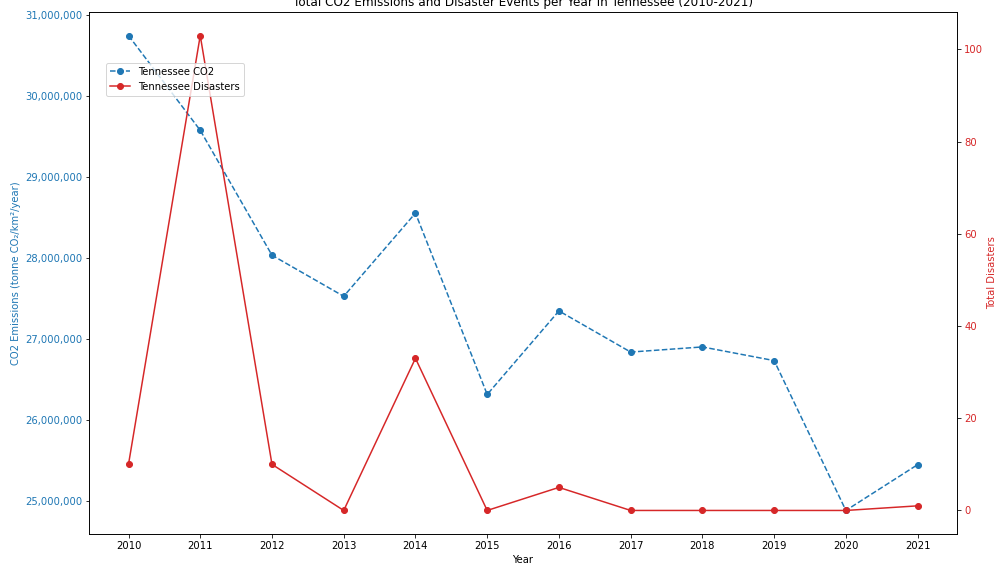 Total CO2 Emissions and Disaster Events per Year in Tennessee (2010-2021)
31,000,000
30,000,000
29,000,000
28,000,000
27,000,000
26,000,000
25,000,000
CO2 Emissions (tonne CO₂/km²/year)
Tennessee CO2
Tennessee Disasters
100
80
60
40
20
0
Total Disasters
2010 2011 2012 2013 2014 2015 2016 2017 2018 2019 2020 2021
Year